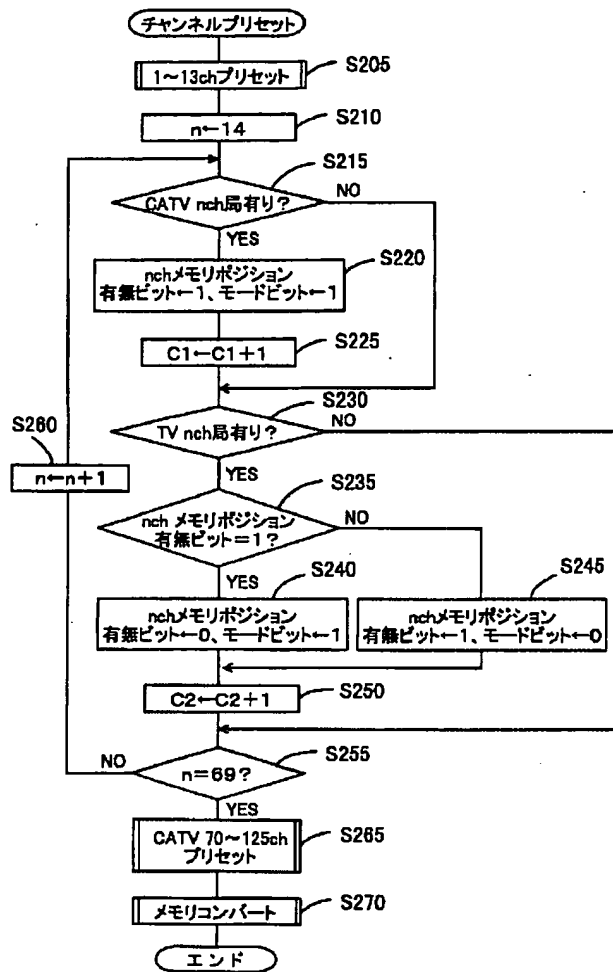 チャンネルプリセット
S205
1～13chプリセット
S210
n←14
S215
CATV nch局有り？
NO
YES
S220
nchメモリポジション
有無ビット←1、モードビット←1
S225
C1←C1+1
S230
TV nch局有り？
NO
YES
S260
n←n+1
S235
nch メモリポジション
有無ビット=1？
NO
YES
S240
nchメモリポジション
有無ビット←0、モードビット←1
S245
nchメモリポジション
有無ビット←1、モードビット←0
S250
C2←C2+1
S255
n=69？
NO
YES
S265
CATV 70～125ch
プリセット
S270
メモリコンバート
エンド